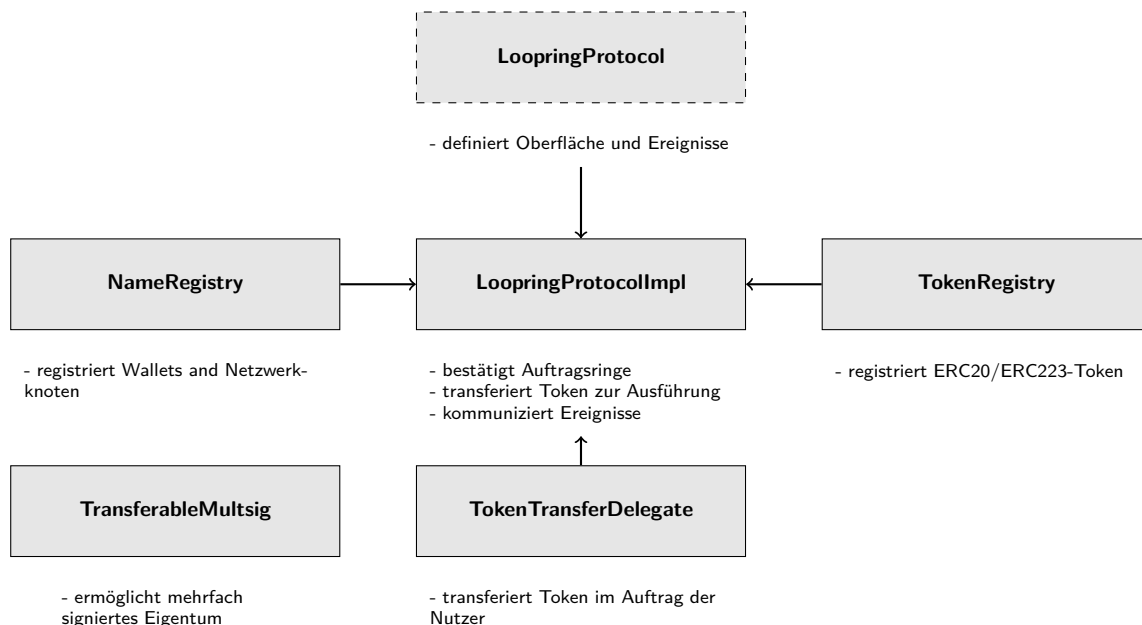 LoopringProtocol
- definiert Oberfläche und Ereignisse
NameRegistry
LoopringProtocolImpl
TokenRegistry
- registriert Wallets and Netzwerk-
knoten
- bestätigt Auftragsringe
- transferiert Token zur Ausführung
- kommuniziert Ereignisse
- registriert ERC20/ERC223-Token
TransferableMultsig
TokenTransferDelegate
- ermöglicht mehrfach
signiertes Eigentum
- transferiert Token im Auftrag der
Nutzer